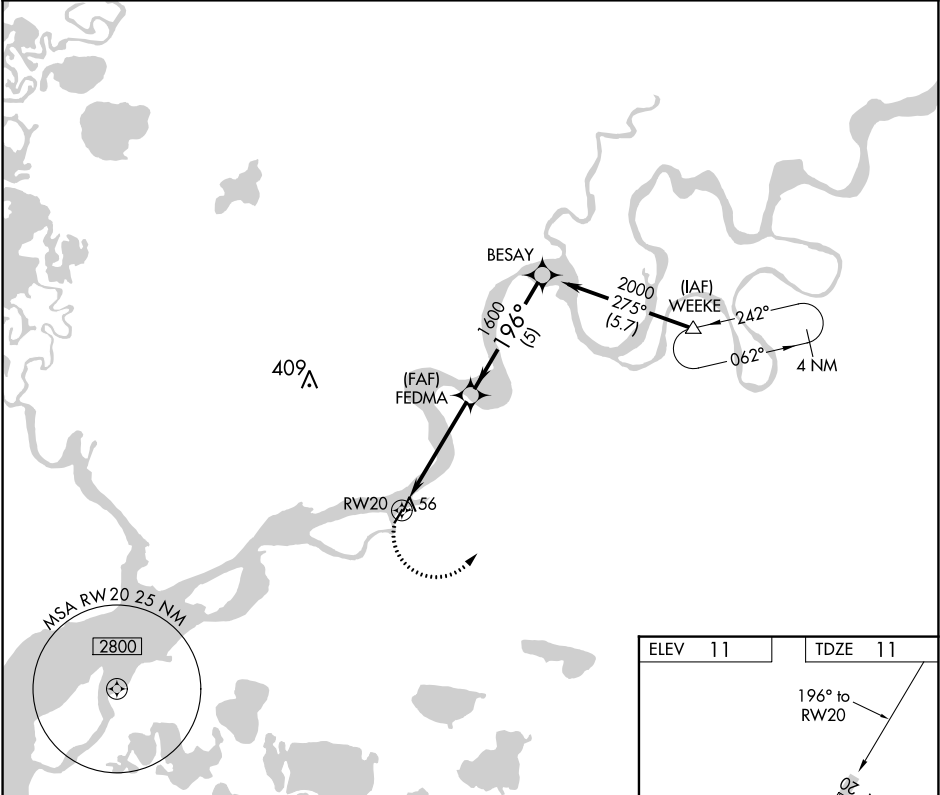 BESAY
2000
275°
(5.7)
(IAF)
WEEKE
242°
062°
4 NM
1600
196°
(5)
409
(FAF)
FEDMA
RW20
56
MSA RW20 25 NM
2800
ELEV 11
TDZE 11
196° to
RW20
20